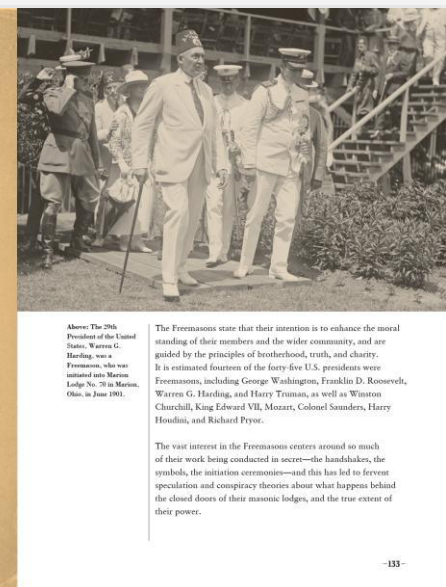 Above: The 29th
President of the United
States, Warren G.
Harding, was a
Freemason, who was
initiated into Marion
Lodge No. 70 in Marion,
Ohio, in June 1901.
The Freemasons state that their intention is to enhance the moral
standing of their members and the wider community, and are
guided by the principles of brotherhood, truth, and charity.
It is estimated fourteen of the forty-five U.S. presidents were
Freemasons, including George Washington, Franklin D. Roosevelt,
Warren G. Harding, and Harry Truman, as well as Winston
Churchill, King Edward VII, Mozart, Colonel Saunders, Harry
Houdini, and Richard Pryor.
The vast interest in the Freemasons centers around so much
of their work being conducted in secret—the handshakes, the
symbols, the initiation ceremonies—and this has led to fervent
speculation and conspiracy theories about what happens behind
the closed doors of their masonic lodges, and the true extent of
their power.
–133–